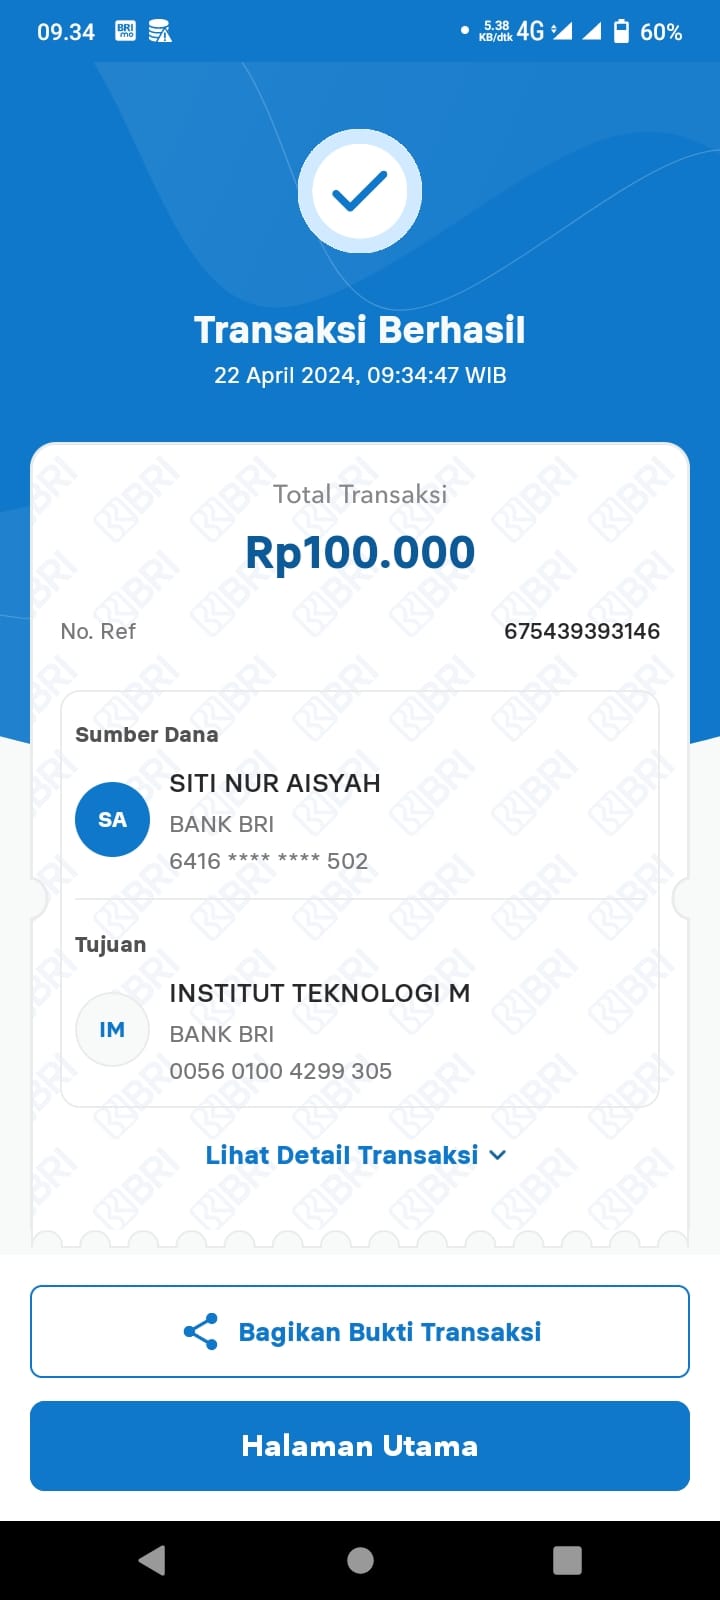 09.34 BRI mo 5.38 KB/dtk 4G 60%
Transaksi Berhasil
22 April 2024, 09:34:47 WIB
Total Transaksi
Rp100.000
No. Ref 675439393146
Sumber Dana
SA SITI NUR AISYAH
BANK BRI
6416 **** **** 502
Tujuan
IM INSTITUT TEKNOLOGI M
BANK BRI
0056 0100 4299 305
Lihat Detail Transaksi
Bagikan Bukti Transaksi
Halaman Utama